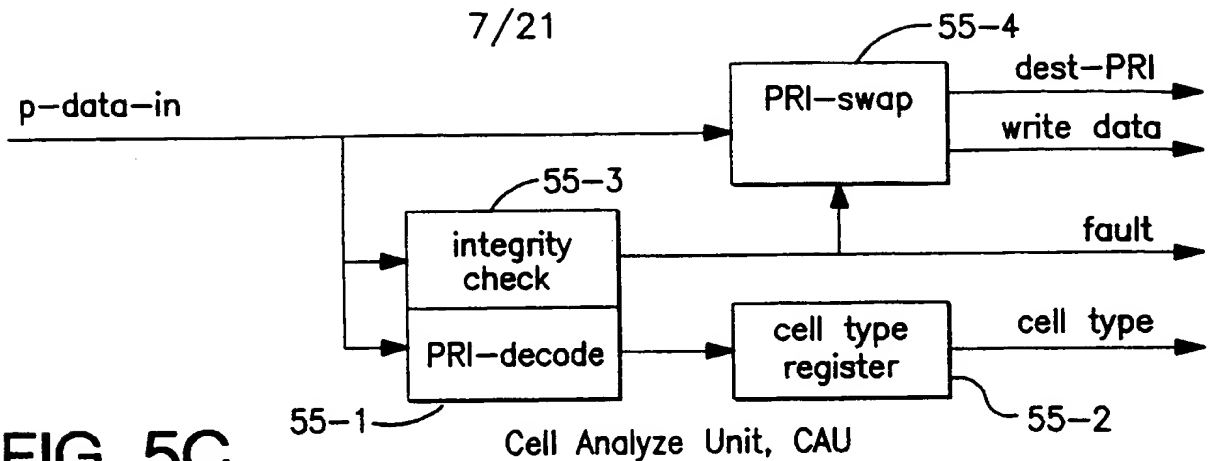 7/21
55-4
p-data-in
PRI-swap
dest-PRI
write data
55-3
integrity
check
fault
PRI-decode
cell type
register
cell type
55-1
55-2
FIG. 5C
Cell Analyze Unit, CAU